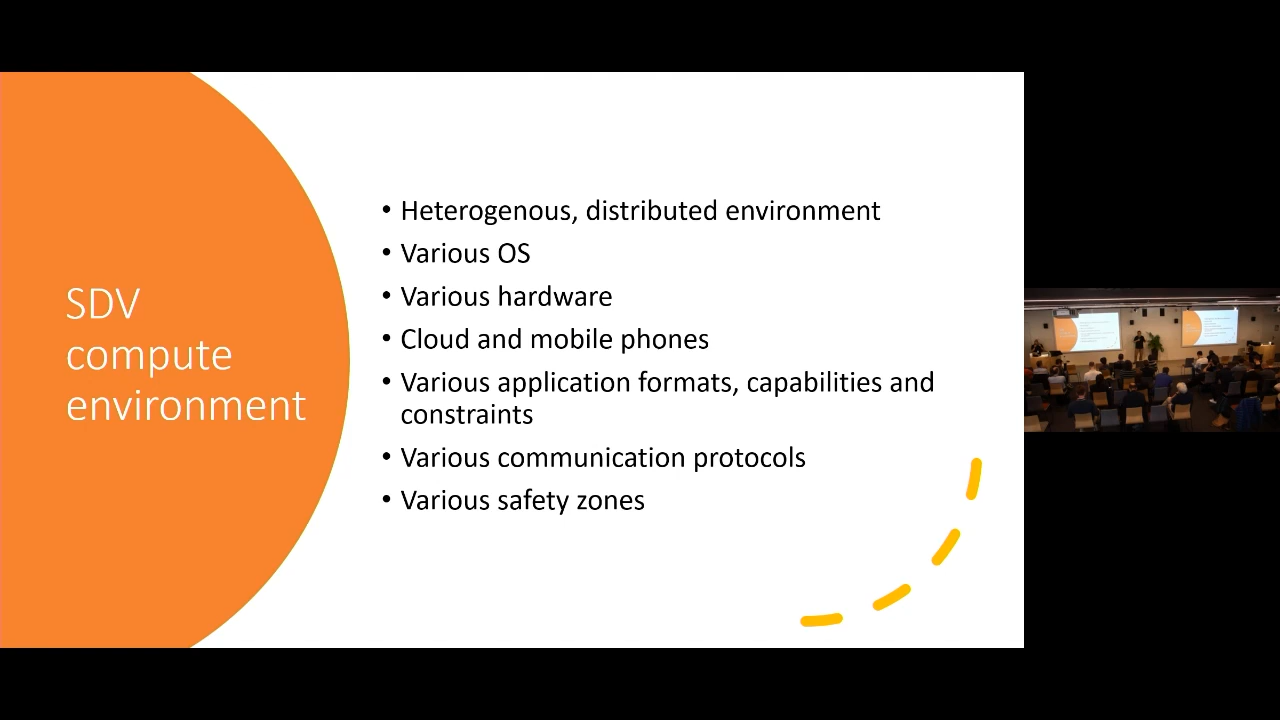 SDV
compute
environment
• Heterogenous, distributed environment
• Various OS
• Various hardware
• Cloud and mobile phones
• Various application formats, capabilities and
constraints
• Various communication protocols
• Various safety zones